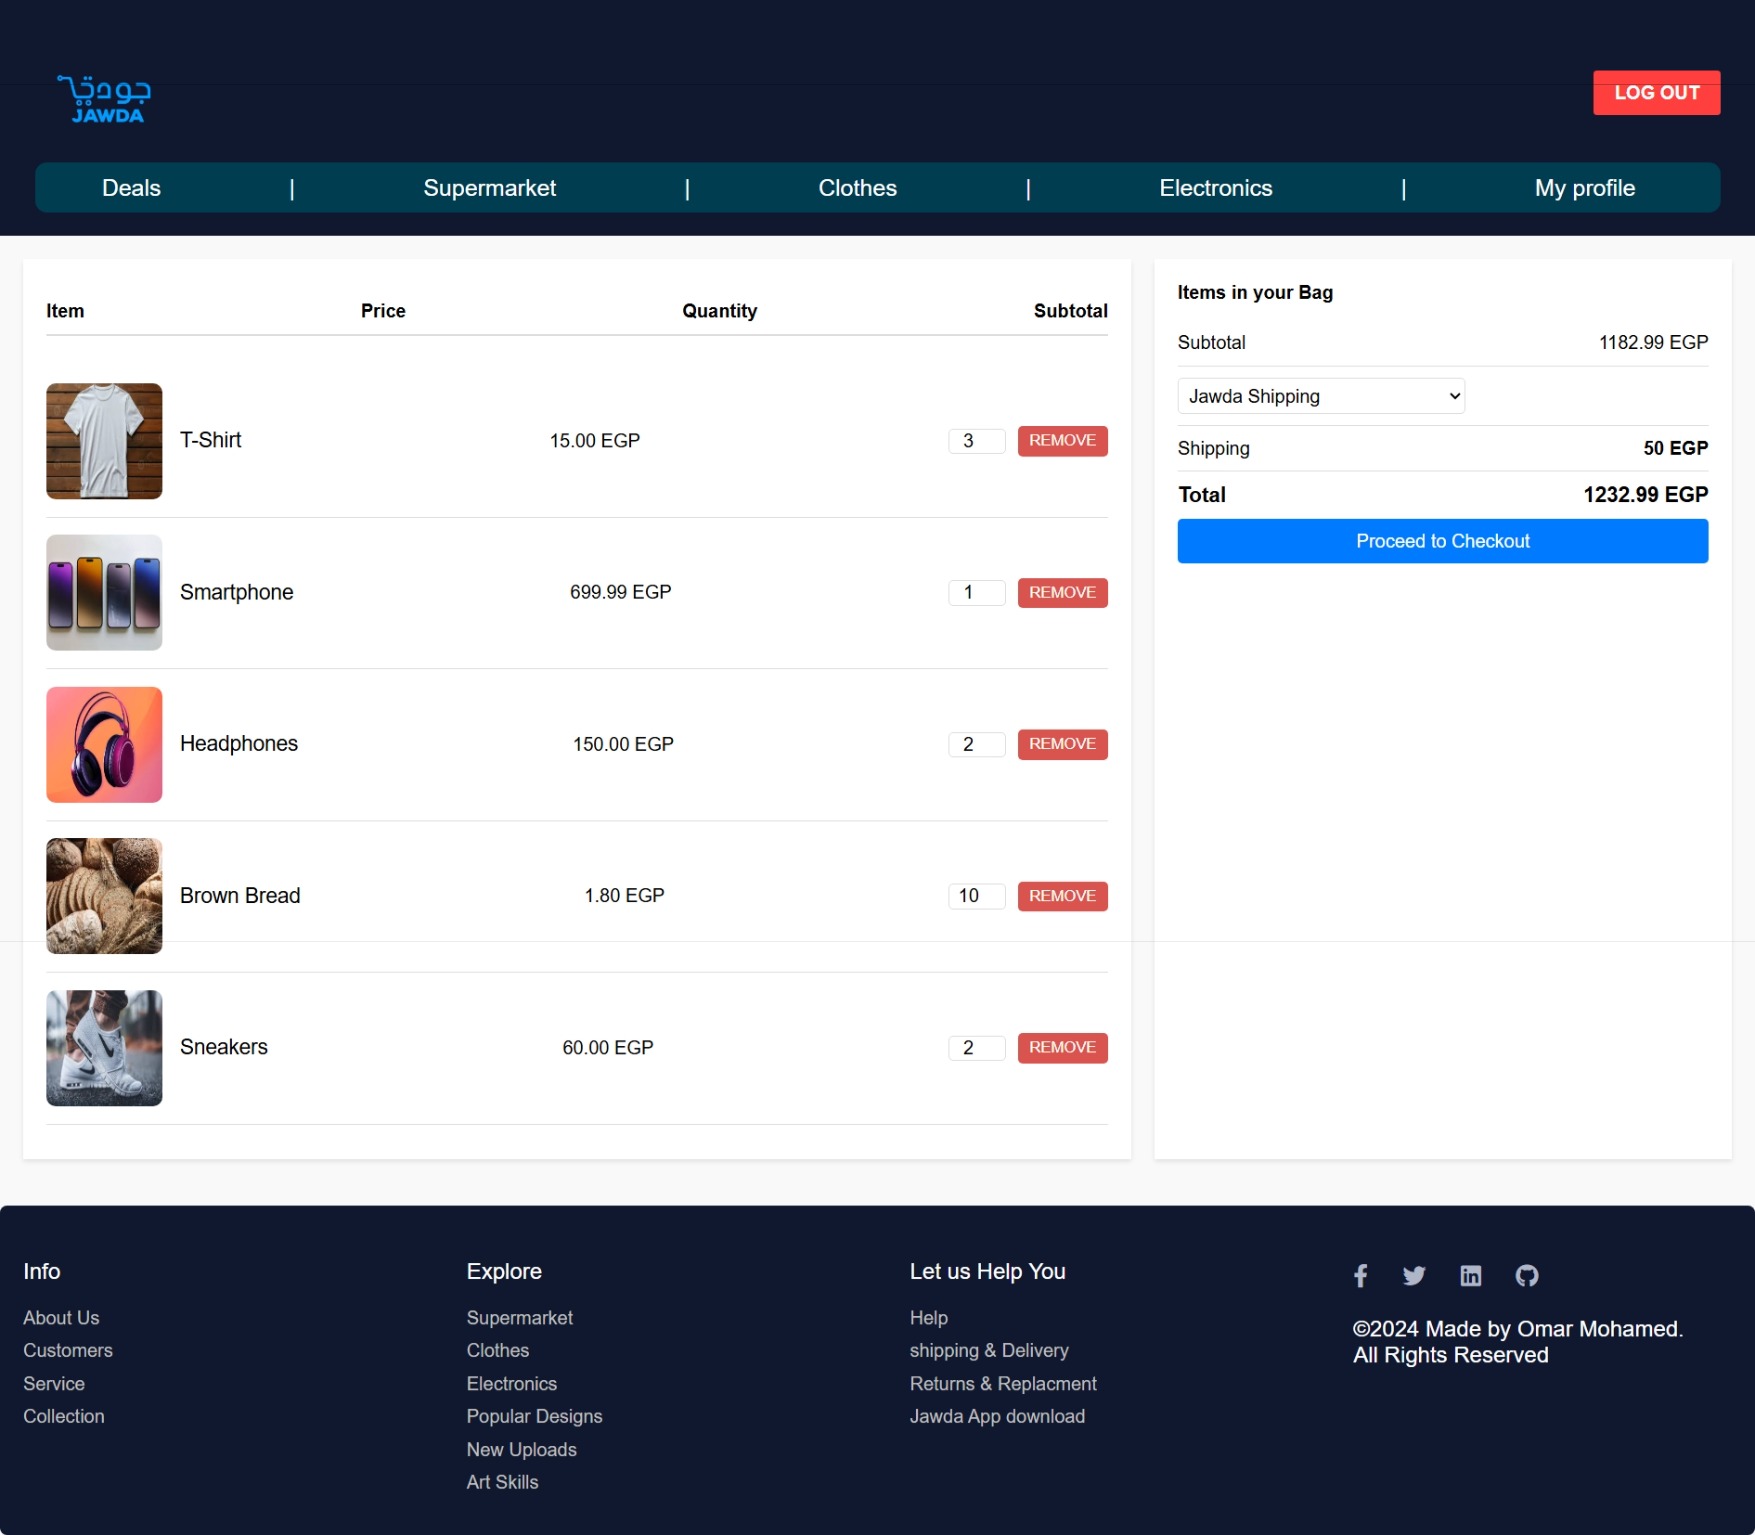 جودة
JAWDA
LOG OUT
Deals | Supermarket | Clothes | Electronics | My profile
Item Price Quantity Subtotal
T-Shirt 15.00 EGP 3 REMOVE
Smartphone 699.99 EGP 1 REMOVE
Headphones 150.00 EGP 2 REMOVE
Brown Bread 1.80 EGP 10 REMOVE
Sneakers 60.00 EGP 2 REMOVE
Items in your Bag
Subtotal 1182.99 EGP
Jawda Shipping
Shipping 50 EGP
Total 1232.99 EGP
Proceed to Checkout
Info
About Us
Customers
Service
Collection
Explore
Supermarket
Clothes
Electronics
Popular Designs
New Uploads
Art Skills
Let us Help You
Help
shipping & Delivery
Returns & Replacment
Jawda App download
©2024 Made by Omar Mohamed.
All Rights Reserved